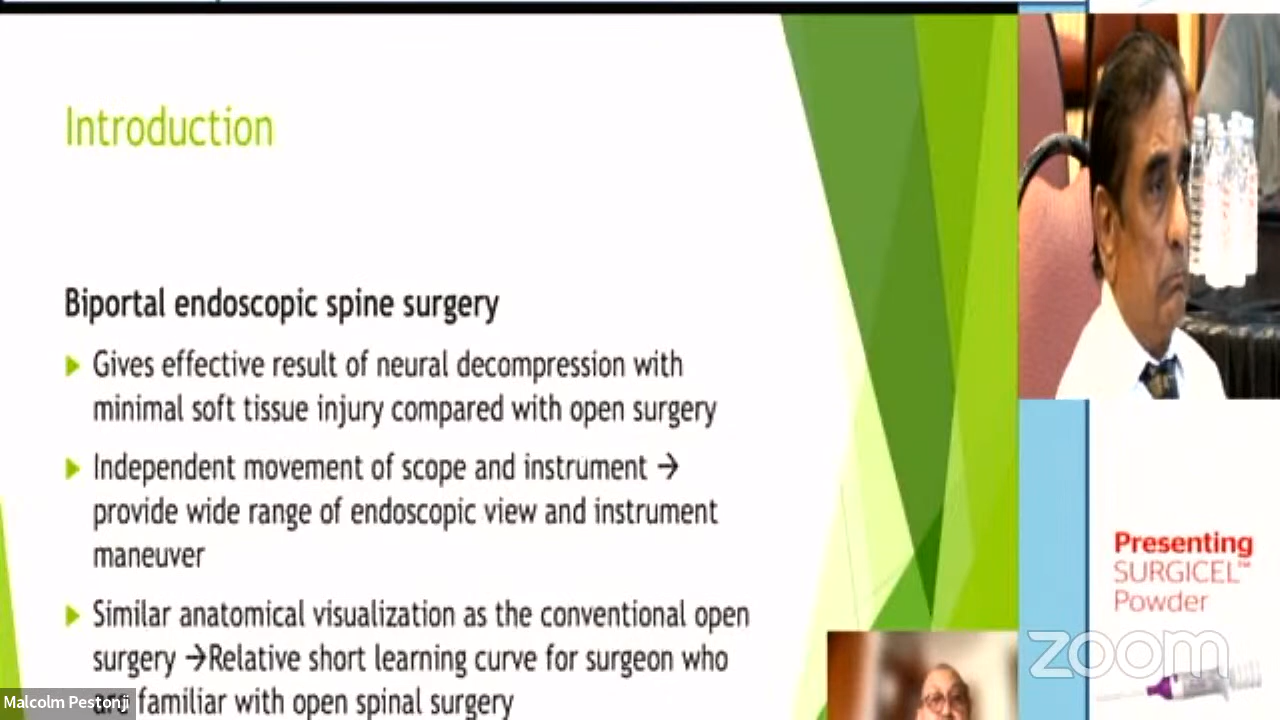 Introduction
Biportal endoscopic spine surgery
Gives effective result of neural decompression with
minimal soft tissue injury compared with open surgery
Independent movement of scope and instrument →
provide wide range of endoscopic view and instrument
maneuver
Similar anatomical visualization as the conventional open
surgery →Relative short learning curve for surgeon who
are familiar with open spinal surgery
Malcolm Pestonji
Presenting
SURGICEL™
Powder
zoom